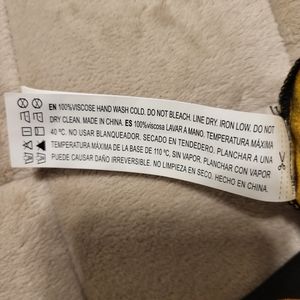 EN 100%VISCOSE HAND WASH COLD. DO NOT BLEACH. LINE DRY. IRON LOW. DO NOT
DRY CLEAN. MADE IN CHINA. ES 100%viscosa LAVAR A MANO. TEMPERATURA MÁXIMA
40 ºC. NO USAR BLANQUEADOR. SECADO EN TENDEDERO. PLANCHAR A UNA
TEMPERATURA MÁXIMA DE LA BASE DE 110 ºC, SIN VAPOR, PLANCHAR A VAPOR
PUEDE CAUSAR DAÑO IRREVERSIBLE. NO LIMPIEZA EN SECO. HECHO EN CHINA.